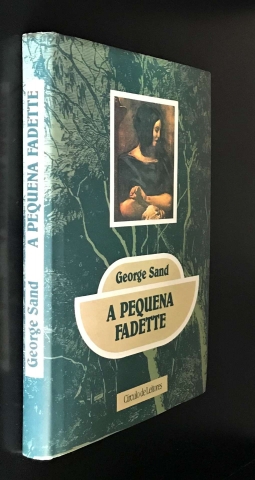 George Sand
A PEQUENA
FADETTE
Círculo de Leitores
George Sand
A PEQUENA FADETTE